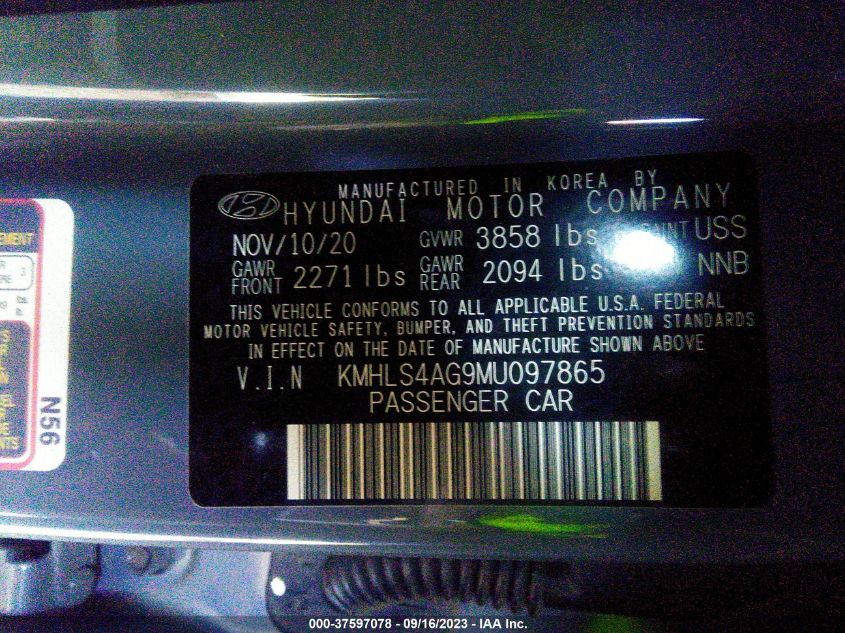 MANUFACTURED IN KOREA BY
HYUNDAI MOTOR COMPANY
NOV/10/20 GVWR 3858 lbs USS
GAWR FRONT 2271 lbs GAWR REAR 2094 lbs NNB
THIS VEHICLE CONFORMS TO ALL APPLICABLE U.S.A. FEDERAL
MOTOR VEHICLE SAFETY, BUMPER, AND THEFT PREVENTION STANDARDS
IN EFFECT ON THE DATE OF MANUFACTURE SHOWN ABOVE
V.I.N KMHLS4AG9MU097865
PASSENGER CAR
N56
000-37597078 - 09/16/2023 - IAA Inc.